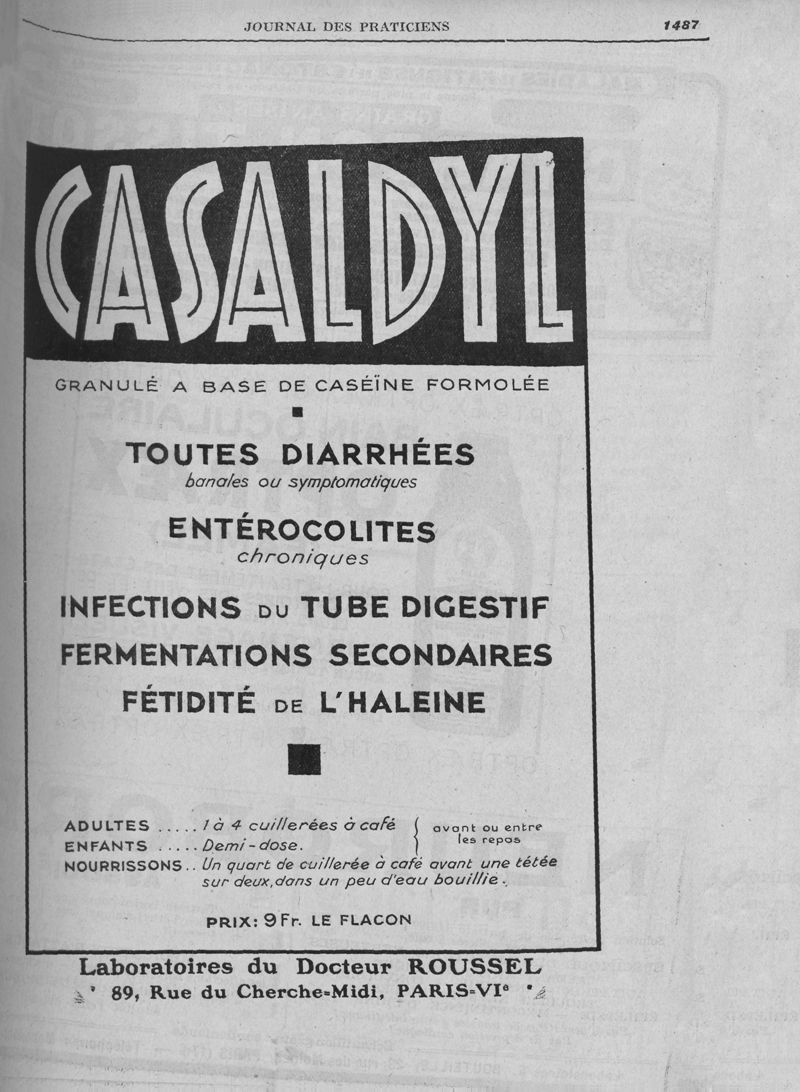 JOURNAL DES PRATICIENS 1487
CASALDYL
GRANULÉ A BASE DE CASÉÏNE FORMOLÉE
TOUTES DIARRHÉES
banales ou symptomatiques
ENTÉROCOLITES
chroniques
INFECTIONS DU TUBE DIGESTIF
FERMENTATIONS SECONDAIRES
FÉTIDITÉ DE L'HALEINE
ADULTES ..... 1 à 4 cuillerées à café { avant ou entre
ENFANTS ..... Demi-dose. les repas
NOURRISSONS .. Un quart de cuillerée à café avant une tétée
sur deux, dans un peu d'eau bouillie.
PRIX: 9 Fr. LE FLACON
Laboratoires du Docteur ROUSSEL
89, Rue du Cherche-Midi, PARIS-VIe